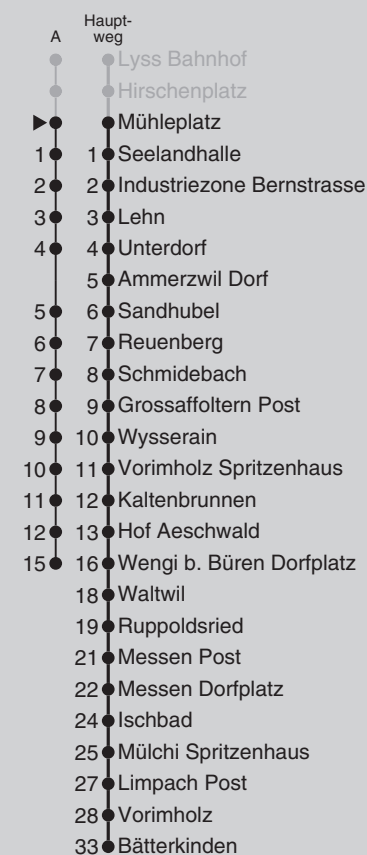 A Haupt-
weg
Lyss Bahnhof
Hirschenplatz
Mühleplatz
1 1 Seelandhalle
2 2 Industriezone Bernstrasse
3 3 Lehn
4 4 Unterdorf
5 Ammerzwil Dorf
5 6 Sandhubel
6 7 Reuenberg
7 8 Schmidebach
8 9 Grossaffoltern Post
9 10 Wysserain
10 11 Vorimholz Spritzenhaus
11 12 Kaltenbrunnen
12 13 Hof Aeschwald
15 16 Wengi b. Büren Dorfplatz
18 Waltwil
19 Ruppoldsried
21 Messen Post
22 Messen Dorfplatz
24 Ischbad
25 Mülchi Spritzenhaus
27 Limpach Post
28 Vorimholz
33 Bätterkinden